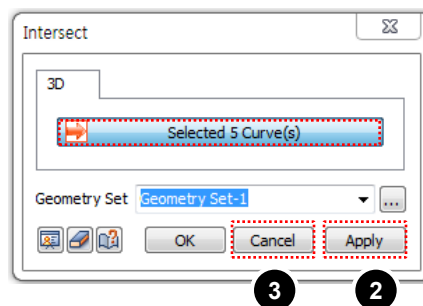 Intersect
3D
Selected 5 Curve(s)
Geometry Set Geometry Set-1 ...
OK Cancel Apply
3 2